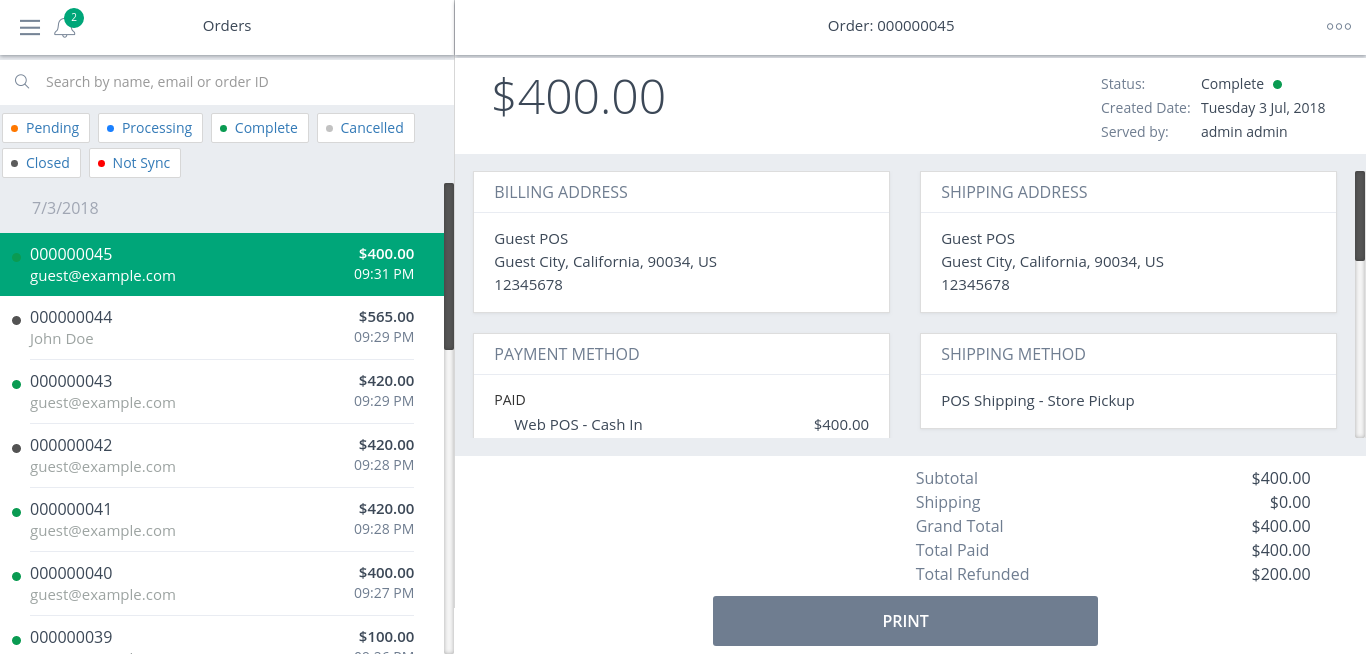 2
Orders
Search by name, email or order ID
Pending
Processing
Complete
Cancelled
Closed
Not Sync
7/3/2018
000000045 $400.00
guest@example.com 09:31 PM
000000044 $565.00
John Doe 09:29 PM
000000043 $420.00
guest@example.com 09:29 PM
000000042 $420.00
guest@example.com 09:28 PM
000000041 $420.00
guest@example.com 09:28 PM
000000040 $400.00
guest@example.com 09:27 PM
000000039 $100.00
Order: 000000045
$400.00
Status: Complete
Created Date: Tuesday 3 Jul, 2018
Served by: admin admin
BILLING ADDRESS
Guest POS
Guest City, California, 90034, US
12345678
SHIPPING ADDRESS
Guest POS
Guest City, California, 90034, US
12345678
PAYMENT METHOD
PAID
Web POS - Cash In $400.00
SHIPPING METHOD
POS Shipping - Store Pickup
Subtotal $400.00
Shipping $0.00
Grand Total $400.00
Total Paid $400.00
Total Refunded $200.00
PRINT